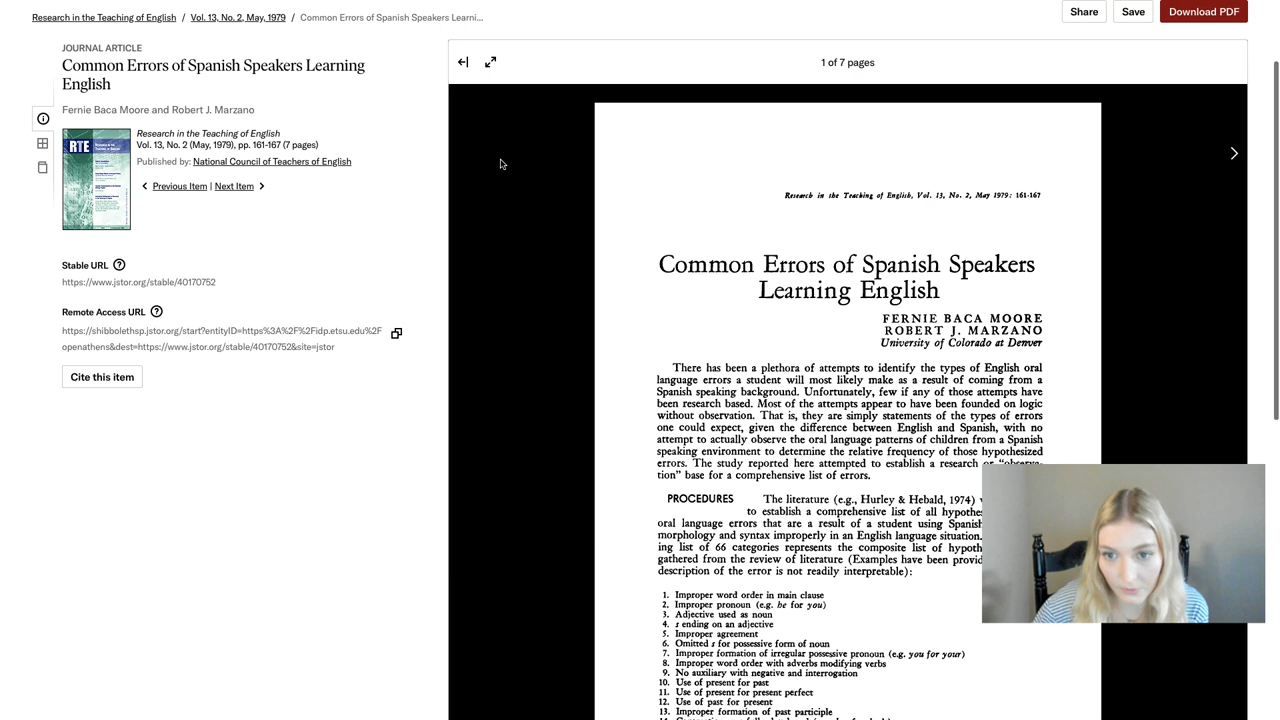 Research in the Teaching of English / Vol. 13, No. 2, May, 1979 / Common Errors of Spanish Speakers Learni...
Share Save Download PDF
JOURNAL ARTICLE
Common Errors of Spanish Speakers Learning
English
Fernie Baca Moore and Robert J. Marzano
RTE
Research in the Teaching of English
Vol. 13, No. 2 (May, 1979), pp. 161-167 (7 pages)
Published by: National Council of Teachers of English
Previous Item | Next Item
Stable URL ?
https://www.jstor.org/stable/40170752
Remote Access URL ?
https://shibbolethsp.jstor.org/start?entityID=https%3A%2F%2Fidp.etsu.edu%2F
openathens&dest=https://www.jstor.org/stable/40170752&site=jstor
Cite this item
1 of 7 pages
Research in the Teaching of English, Vol. 13, No. 2, May 1979: 161-167
Common Errors of Spanish Speakers
Learning English
FERNIE BACA MOORE
ROBERT J. MARZANO
University of Colorado at Denver
There has been a plethora of attempts to identify the types of English oral
language errors a student will most likely make as a result of coming from a
Spanish speaking background. Unfortunately, few if any of those attempts have
been research based. Most of the attempts appear to have been founded on logic
without observation. That is, they are simply statements of the types of errors
one could expect, given the difference between English and Spanish, with no
attempt to actually observe the oral language patterns of children from a Spanish
speaking environment to determine the relative frequency of those hypothesized
errors. The study reported here attempted to establish a research or “observa-
tion” base for a comprehensive list of errors.
PROCEDURES The literature (e.g., Hurley & Hebald, 1974)
to establish a comprehensive list of all
oral language errors that are a result of a student using Spanish
morphology and syntax improperly in an English language situation.
ing list of 66 categories represents the composite list of
gathered from the review of literature (Examples have been
description of the error is not readily interpretable):
1. Improper word order in main clause
2. Improper pronoun (e.g. he for you)
3. Adjective used as noun
4. s ending on an adjective
5. Improper agreement
6. Omitted s for possessive form of noun
7. Improper formation of irregular possessive pronoun (e.g. you for your)
8. Improper word order with adverbs modifying verbs
9. No auxiliary with negative and interrogation
10. Use of present for past
11. Use of present for present perfect
12. Use of past for present
13. Improper formation of past participle